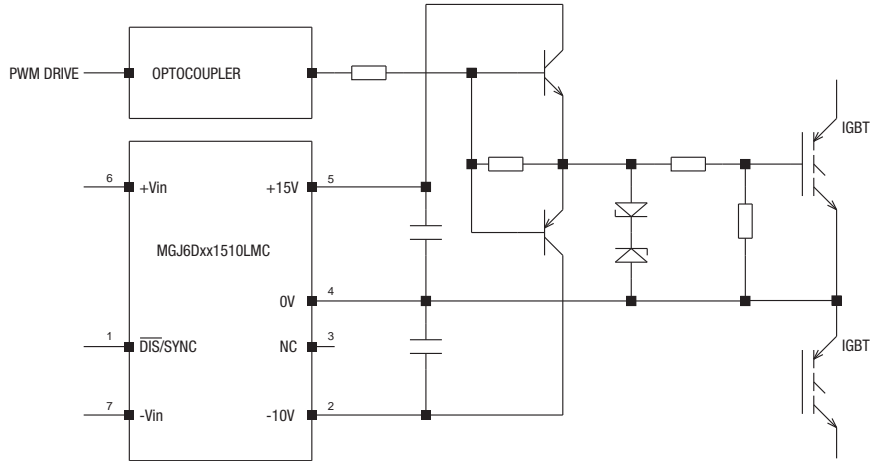 PWM DRIVE
OPTOCOUPLER
IGBT
6
+Vin
+15V
5
MGJ6Dxx1510LMC
0V
4
1
DIS/SYNC
NC
3
IGBT
7
-Vin
-10V
2